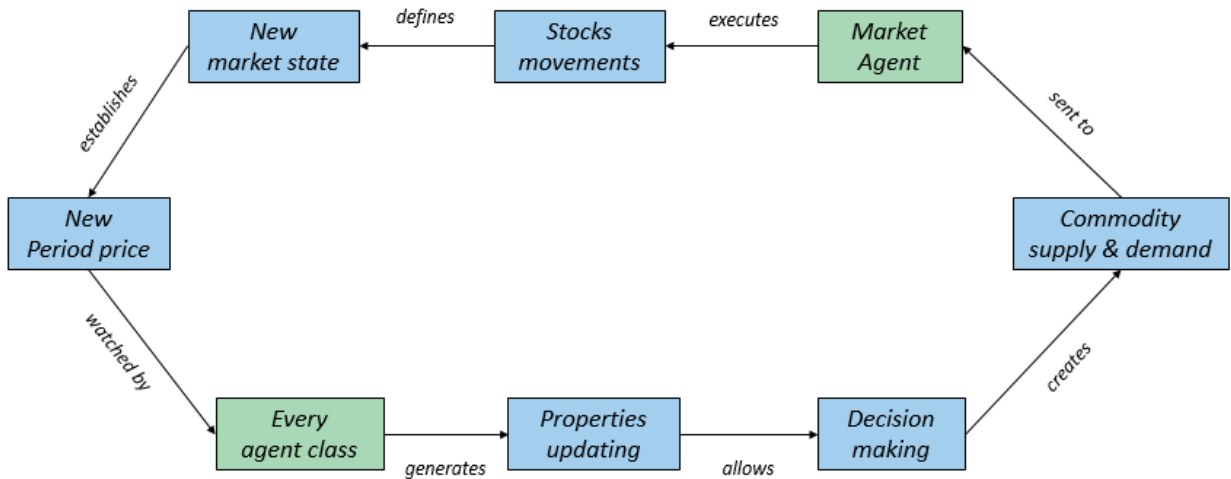 defines
executes
New
market state
Stocks
movements
Market
Agent
establishes
sent to
New
Period price
Commodity
supply & demand
watched by
creates
Every
agent class
generates
Properties
updating
allows
Decision
making